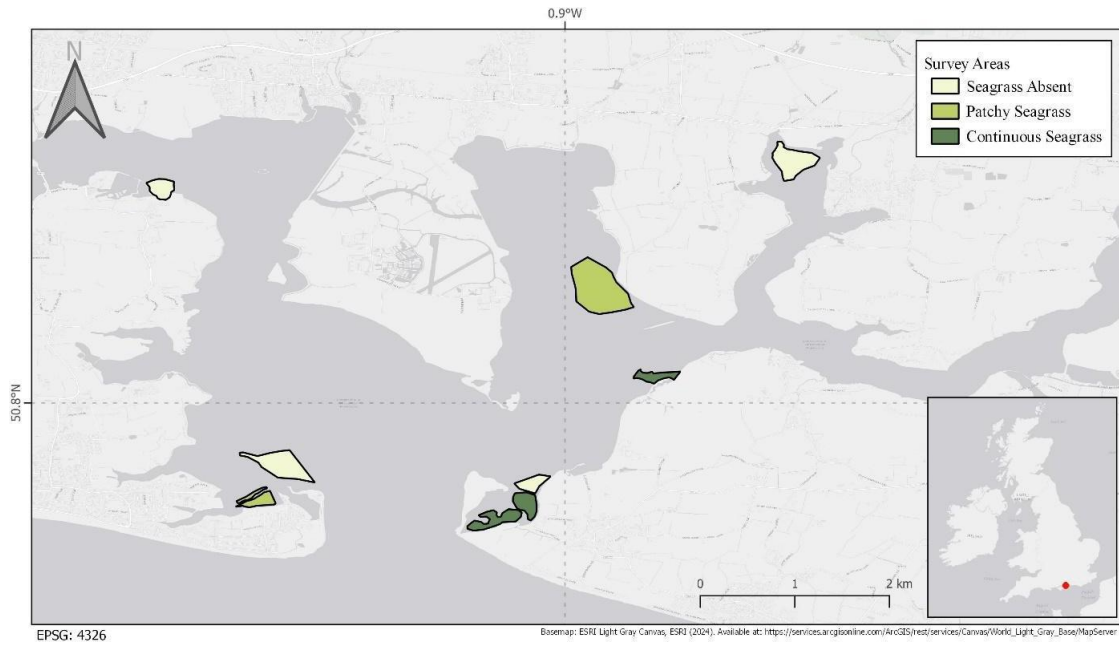 0.9°W
N
Survey Areas
Seagrass Absent
Patchy Seagrass
Continuous Seagrass
50.8°N
0 1 2 km
EPSG: 4326
Basemap: ESRI Light Gray Canvas, ESRI (2024). Available at: https://services.arcgisonline.com/ArcGIS/rest/services/Canvas/World_Light_Gray_Base/MapServer